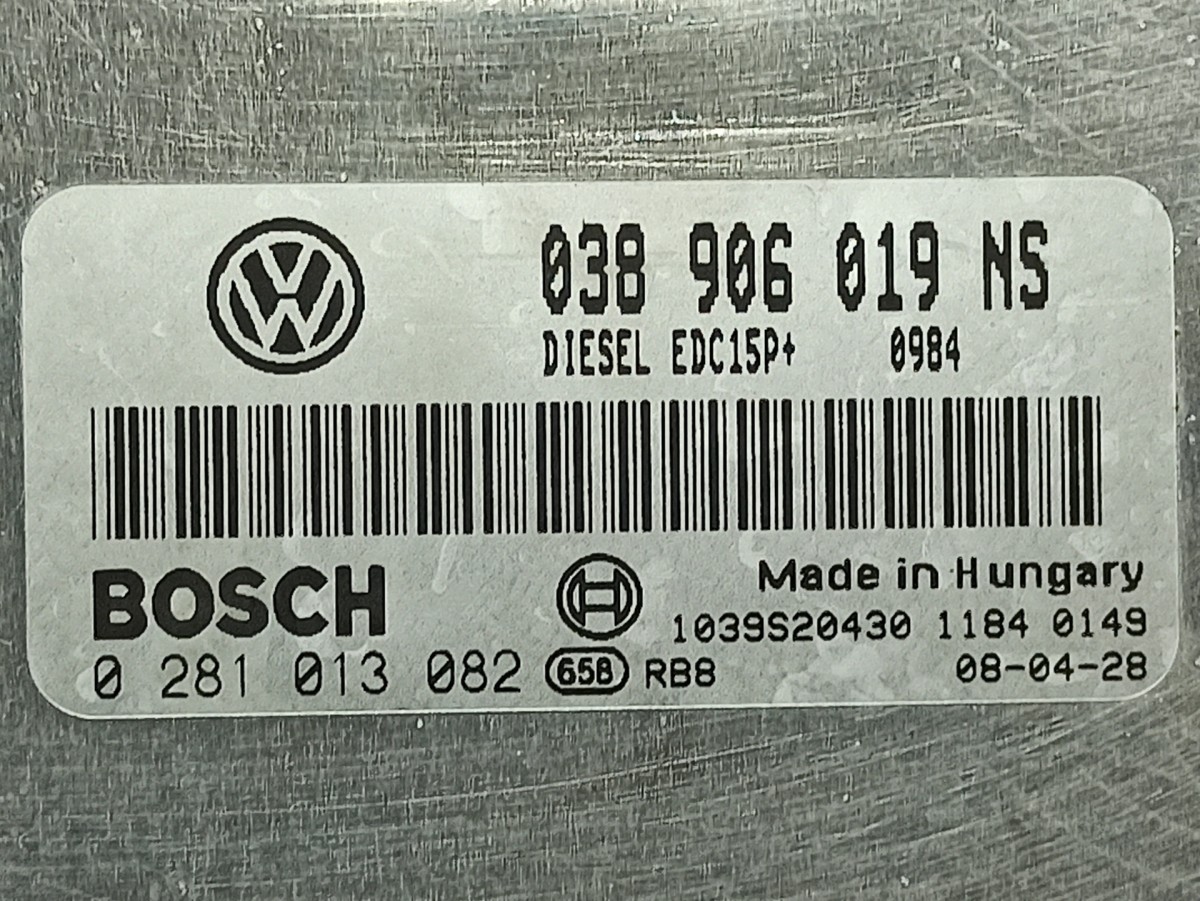 038 906 019 NS
DIESEL EDC15P+ 0984
BOSCH
Made in Hungary
1039S20430 1184 0149
0 281 013 082 658 RB8 08-04-28